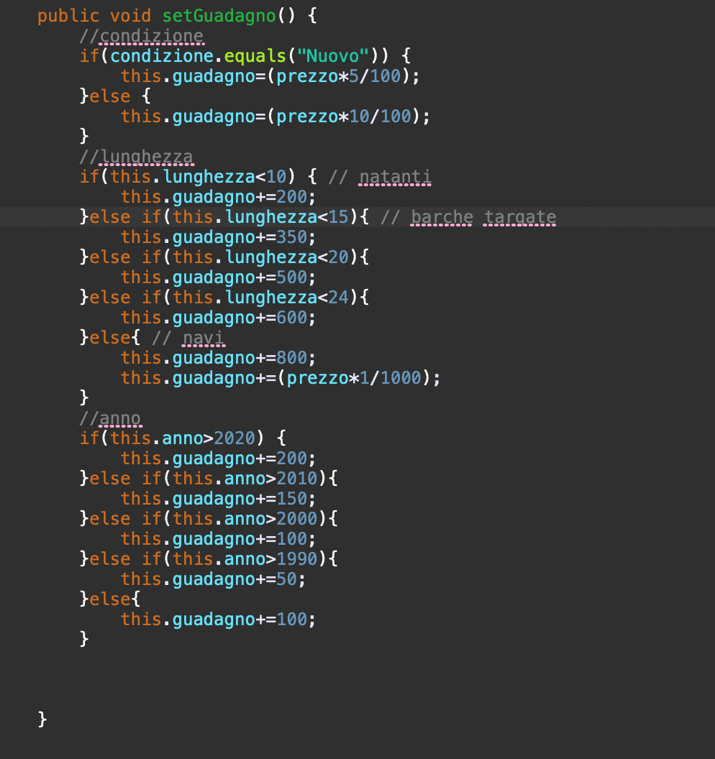 public void setGuadagno() {
//condizione
if(condizione.equals("Nuovo")) {
this.guadagno=(prezzo*5/100);
}else {
this.guadagno=(prezzo*10/100);
}
//lunghezza
if(this.lunghezza<10) { // natanti
this.guadagno+=200;
}else if(this.lunghezza<15){ // barche targate
this.guadagno+=350;
}else if(this.lunghezza<20){
this.guadagno+=500;
}else if(this.lunghezza<24){
this.guadagno+=600;
}else{ // navi
this.guadagno+=800;
this.guadagno+=(prezzo*1/1000);
}
//anno
if(this.anno>2020) {
this.guadagno+=200;
}else if(this.anno>2010){
this.guadagno+=150;
}else if(this.anno>2000){
this.guadagno+=100;
}else if(this.anno>1990){
this.guadagno+=50;
}else{
this.guadagno+=100;
}
}